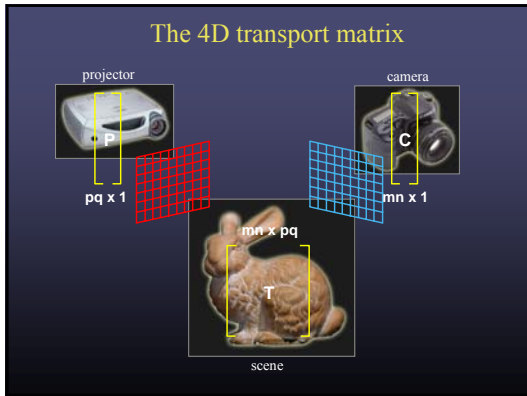 The 4D transport matrix
projector
camera
P
C
pq x 1
mn x 1
mn x pq
T
scene